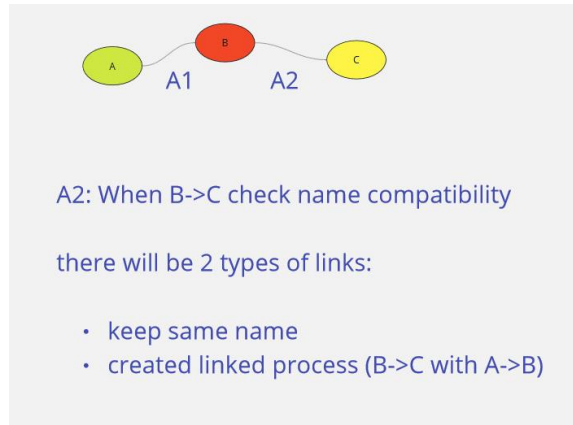 A
B
C
A1
A2
A2: When B->C check name compatibility
there will be 2 types of links:
• keep same name
• created linked process (B->C with A->B)